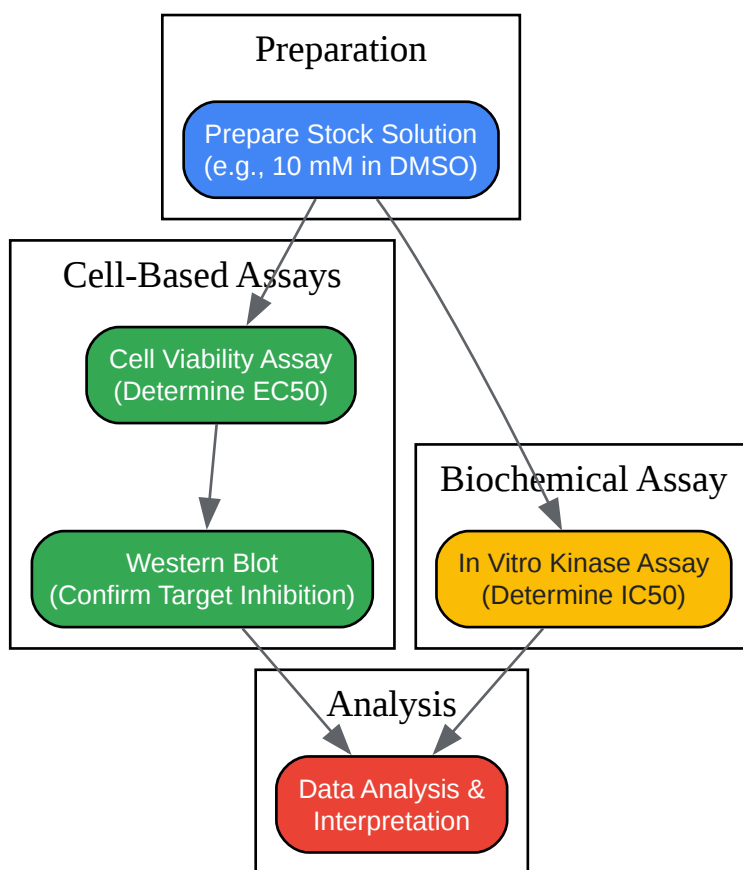 Preparation
Prepare Stock Solution
(e.g., 10 mM in DMSO)
Cell-Based Assays
Cell Viability Assay
(Determine EC50)
Western Blot
(Confirm Target Inhibition)
Biochemical Assay
In Vitro Kinase Assay
(Determine IC50)
Analysis
Data Analysis &
Interpretation